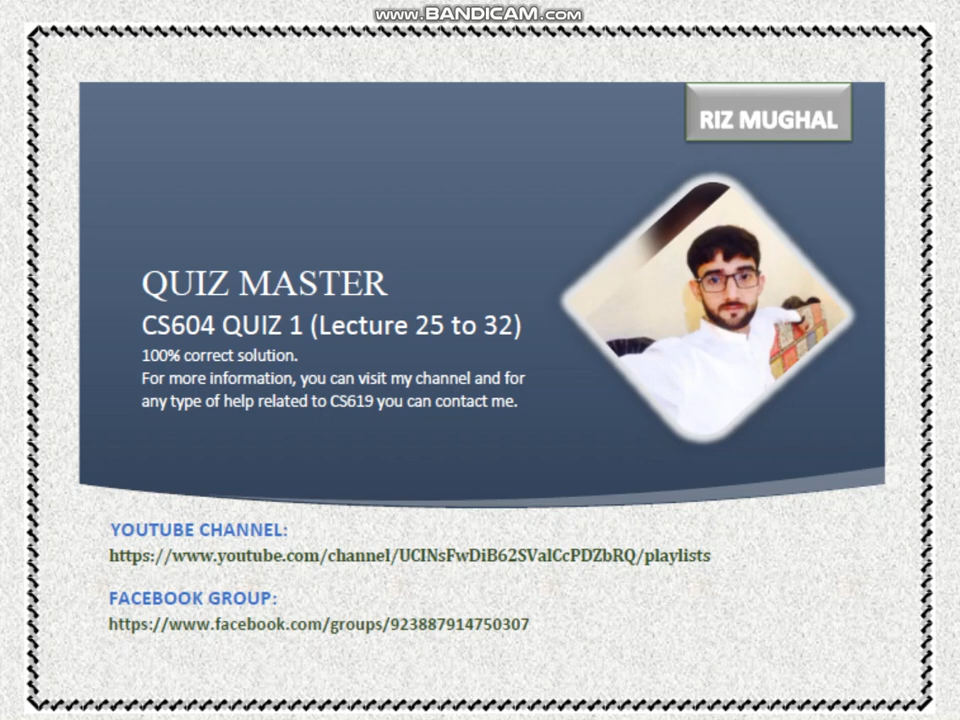 www.BANDICAM.com
RIZ MUGHAL
QUIZ MASTER
CS604 QUIZ 1 (Lecture 25 to 32)
100% correct solution.
For more information, you can visit my channel and for
any type of help related to CS619 you can contact me.
YOUTUBE CHANNEL:
https://www.youtube.com/channel/UCINsFwDiB62SValCcPDZbRQ/playlists
FACEBOOK GROUP:
https://www.facebook.com/groups/923887914750307